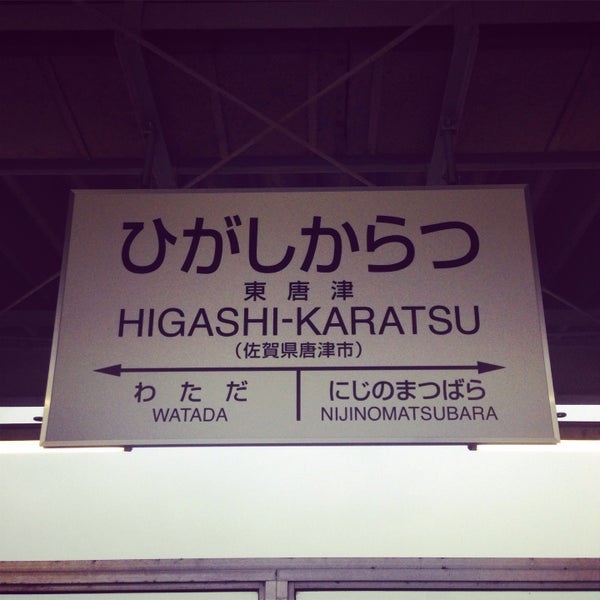 ひがしからつ
東唐津
HIGASHI-KARATSU
（佐賀県唐津市）
わただ にじのまつばら
WATADA NIJINOMATSUBARA